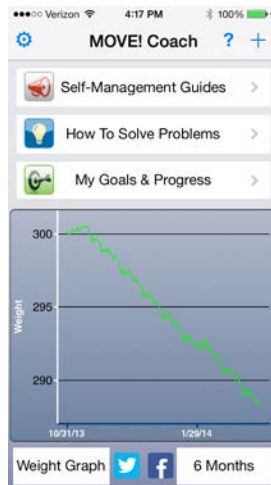 Verizon 4:17 PM 100%
MOVE! Coach ? +
Self-Management Guides
How To Solve Problems
My Goals & Progress
300
295
Weight
290
10/31/13 1/29/14
Weight Graph 6 Months